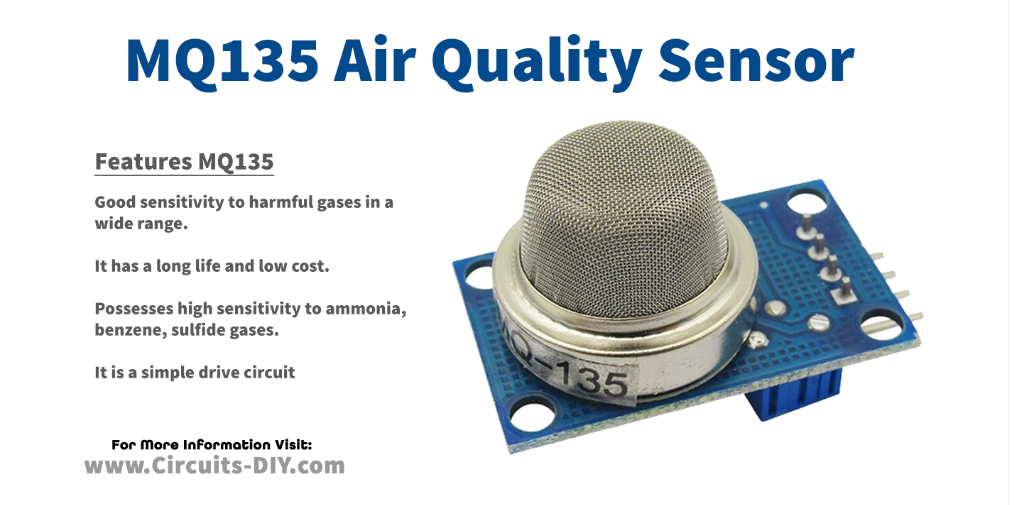 MQ135 Air Quality Sensor
Features MQ135
Good sensitivity to harmful gases in a
wide range.
It has a long life and low cost.
Possesses high sensitivity to ammonia,
benzene, sulfide gases.
It is a simple drive circuit
For More Information Visit:
www.Circuits-DIY.com
MQ-135